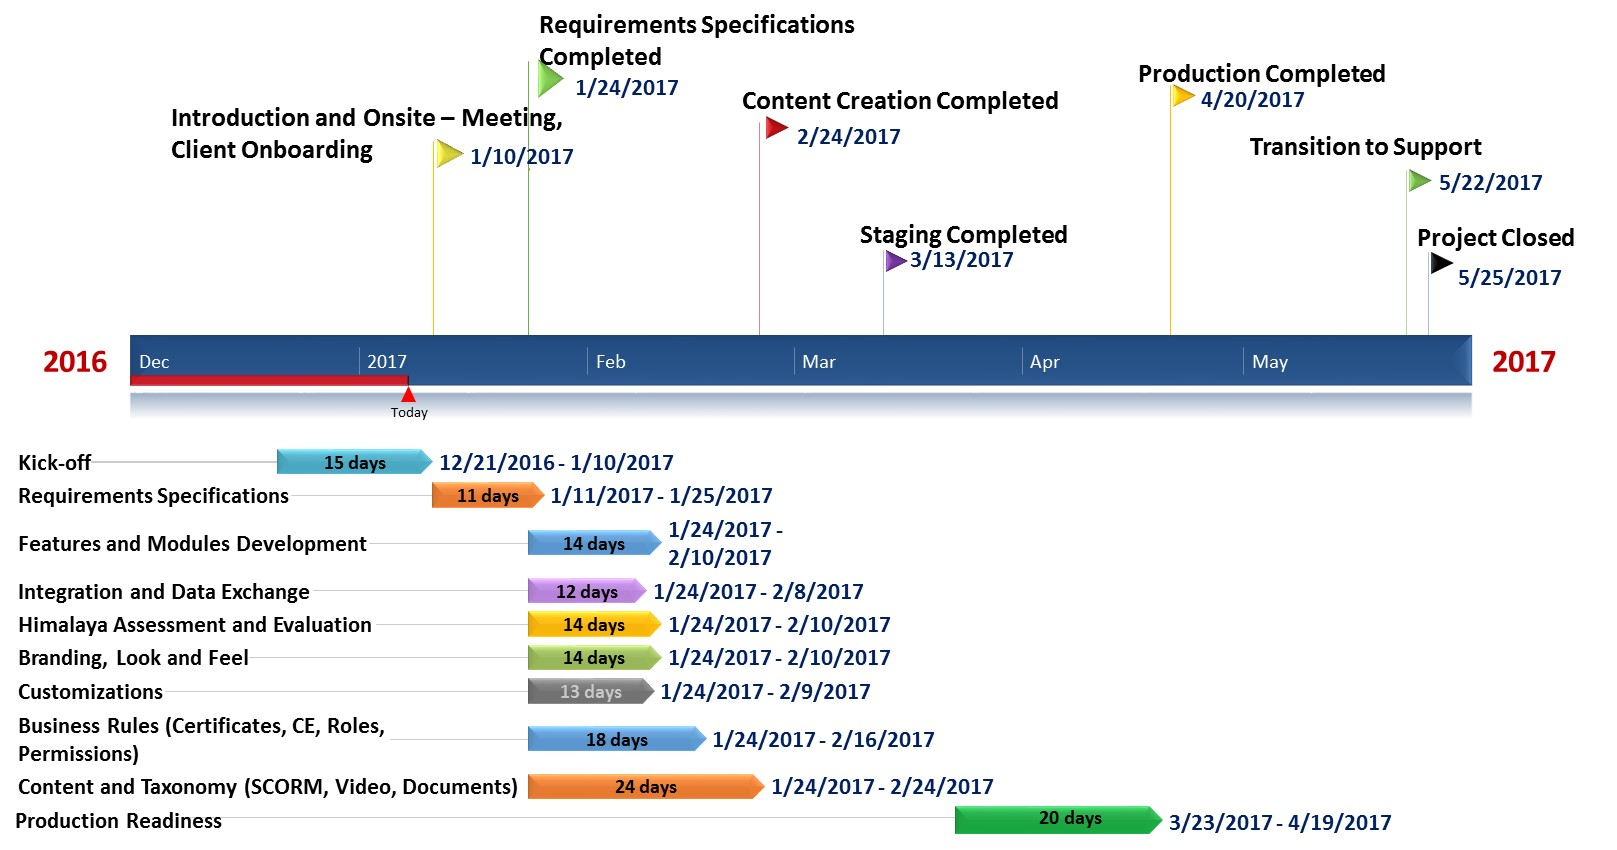 Requirements Specifications
Completed
1/24/2017
Introduction and Onsite – Meeting,
Client Onboarding
1/10/2017
Content Creation Completed
2/24/2017
Production Completed
4/20/2017
Transition to Support
5/22/2017
Staging Completed
3/13/2017
Project Closed
5/25/2017
2016
Dec
2017
Feb
Mar
Apr
May
2017
Today
Kick-off
15 days
12/21/2016 - 1/10/2017
Requirements Specifications
11 days
1/11/2017 - 1/25/2017
Features and Modules Development
14 days
1/24/2017 -
2/10/2017
Integration and Data Exchange
12 days
1/24/2017 - 2/8/2017
Himalaya Assessment and Evaluation
14 days
1/24/2017 - 2/10/2017
Branding, Look and Feel
14 days
1/24/2017 - 2/10/2017
Customizations
13 days
1/24/2017 - 2/9/2017
Business Rules (Certificates, CE, Roles,
Permissions)
18 days
1/24/2017 - 2/16/2017
Content and Taxonomy (SCORM, Video, Documents)
24 days
1/24/2017 - 2/24/2017
Production Readiness
20 days
3/23/2017 - 4/19/2017